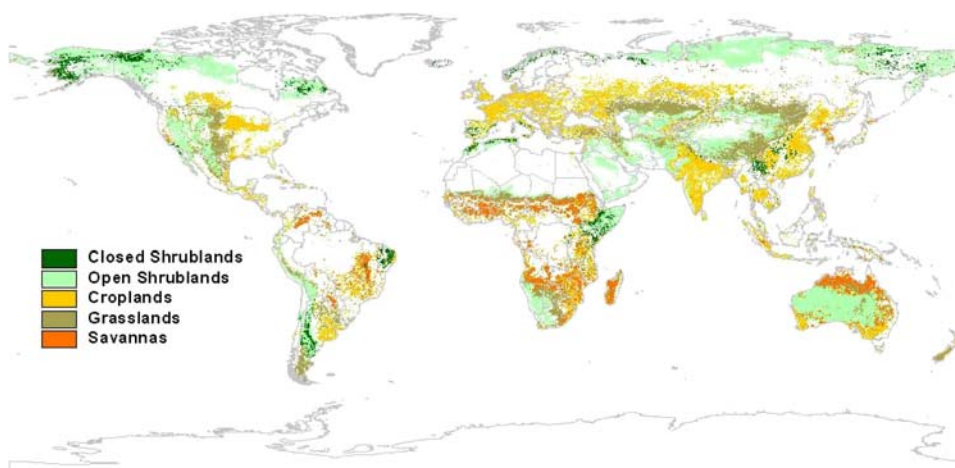 Closed Shrublands
Open Shrublands
Croplands
Grasslands
Savannas